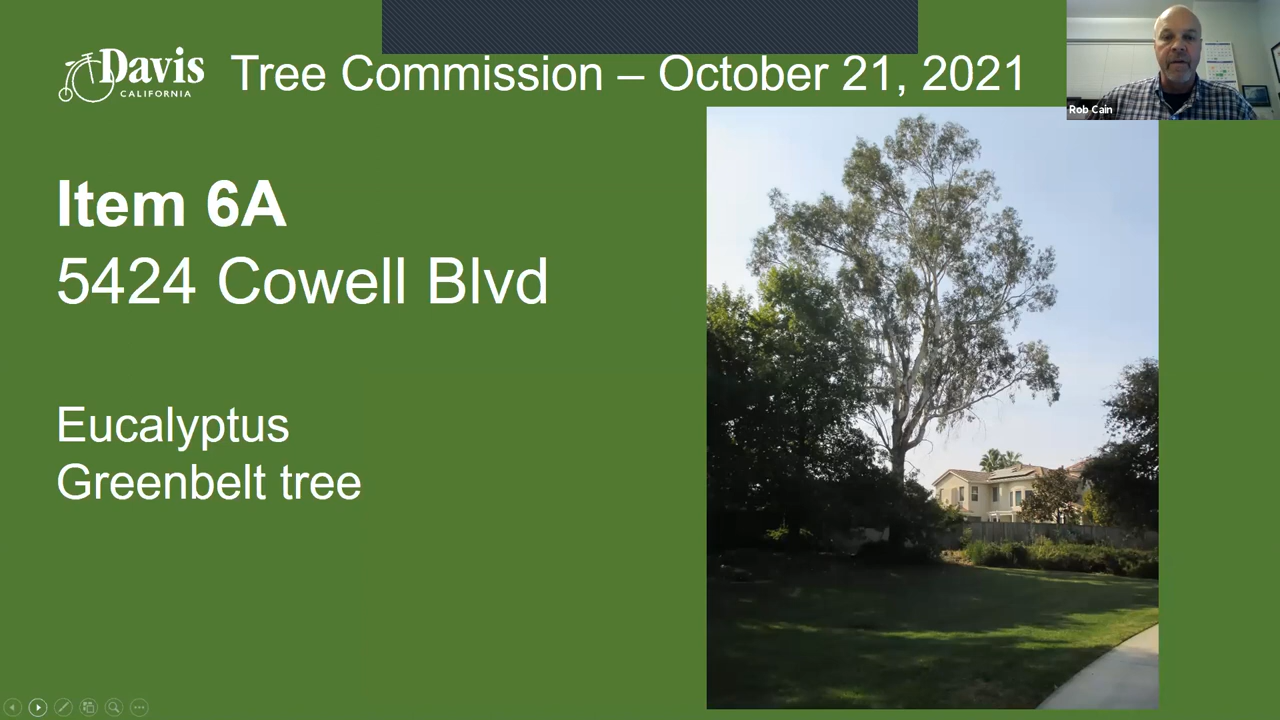 Davis
CALIFORNIA
Tree Commission – October 21, 2021
Rob Cain
Item 6A
5424 Cowell Blvd
Eucalyptus
Greenbelt tree